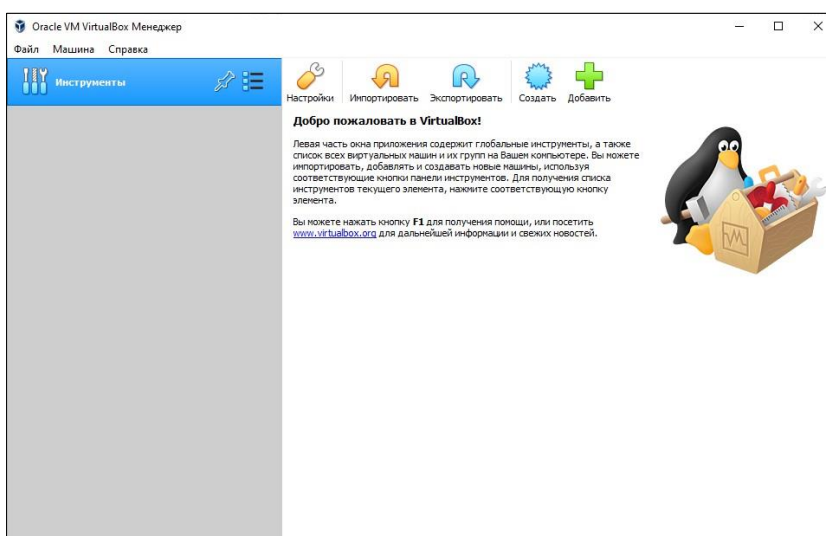 Oracle VM VirtualBox Менеджер
Файл Машина Справка
Инструменты
Настройки Импортировать Экспортировать Создать Добавить
Добро пожаловать в VirtualBox!
Левая часть окна приложения содержит глобальные инструменты, а также
список всех виртуальных машин и их групп на Вашем компьютере. Вы можете
импортировать, добавлять и создавать новые машины, используя
соответствующие кнопки панели инструментов. Для получения списка
инструментов текущего элемента, нажмите соответствующую кнопку
элемента.
Вы можете нажать кнопку F1 для получения помощи, или посетить
www.virtualbox.org для дальнейшей информации и свежих новостей.